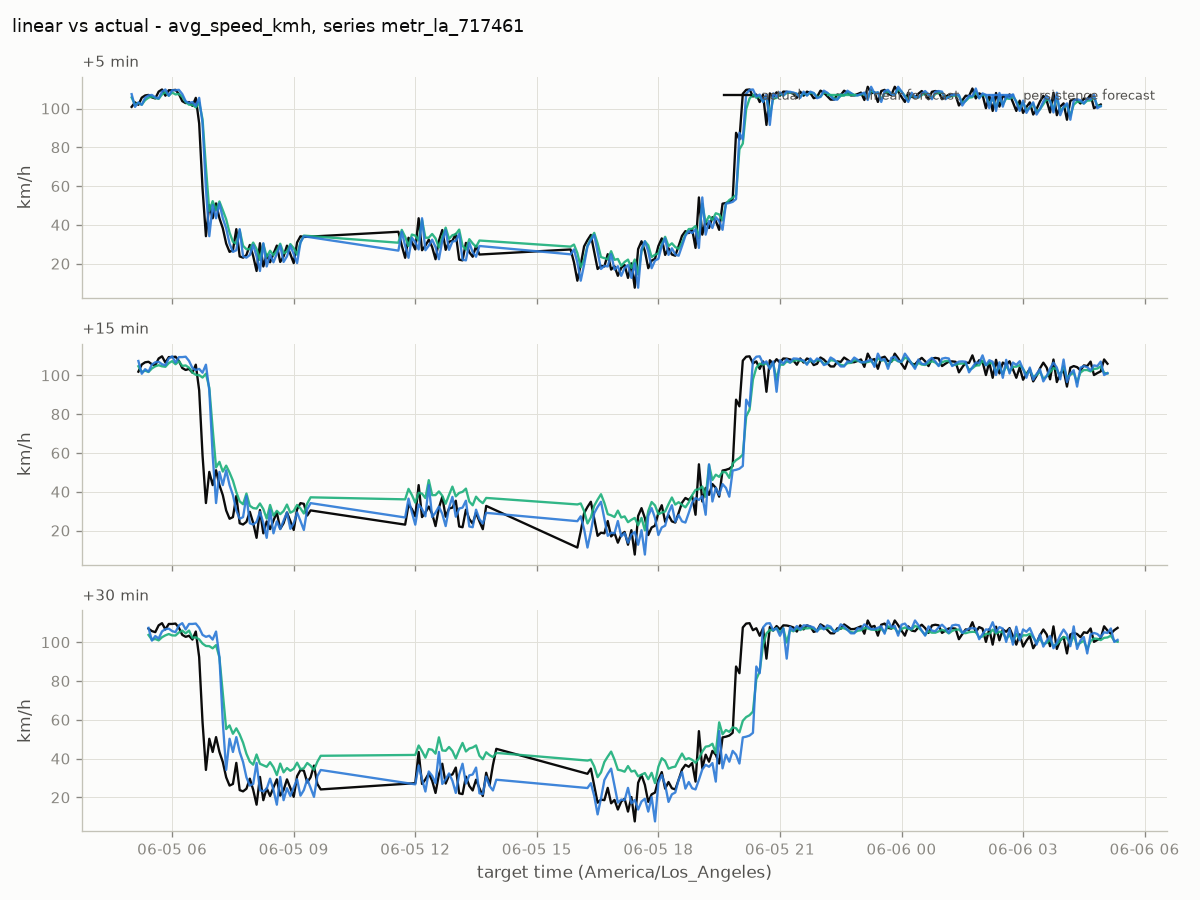 linear vs actual - avg_speed_kmh, series metr_la_717461
+5 min
actual
linear forecast
persistence forecast
100
80
60
40
20
km/h
+15 min
100
80
60
40
20
km/h
+30 min
100
80
60
40
20
km/h
06-05 06
06-05 09
06-05 12
06-05 15
06-05 18
06-05 21
06-06 00
06-06 03
06-06 06
target time (America/Los_Angeles)